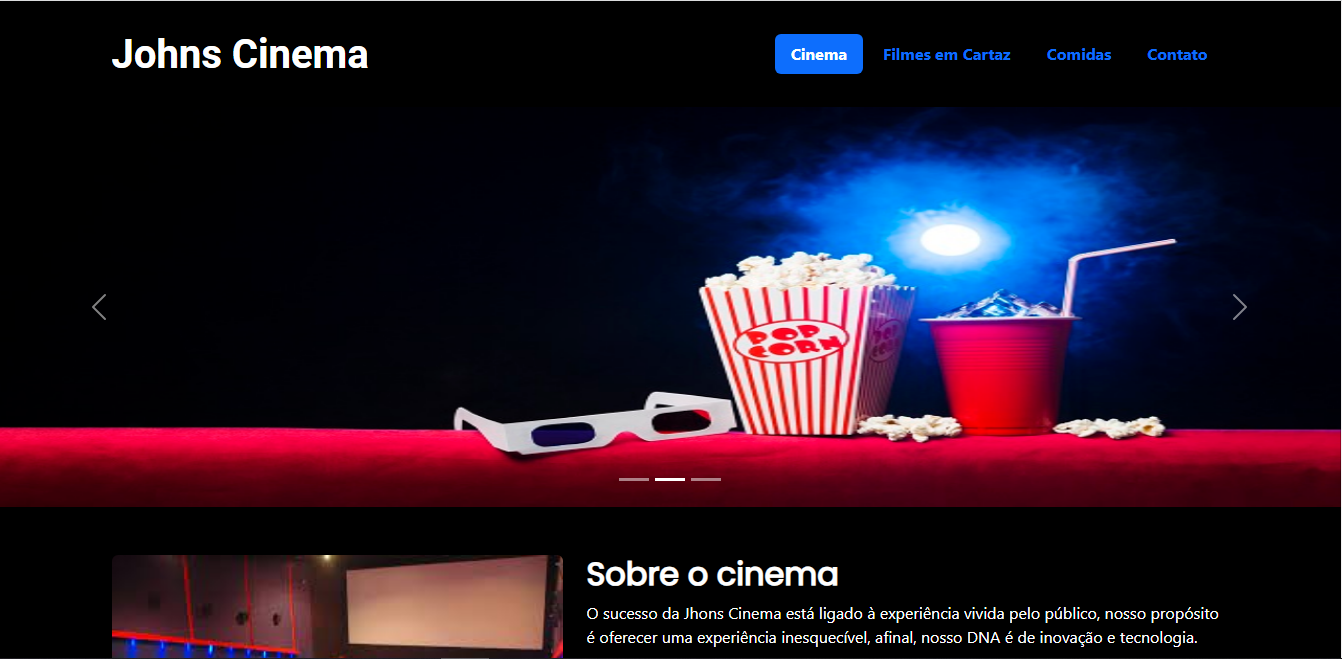 Johns Cinema
Cinema Filmes em Cartaz Comidas Contato
POP
CORN
Sobre o cinema
O sucesso da Jhons Cinema está ligado à experiência vivida pelo público, nosso propósito
é oferecer uma experiência inesquecível, afinal, nosso DNA é de inovação e tecnologia.